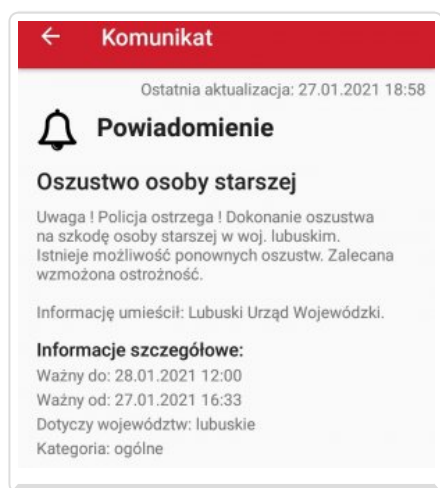 Komunikat
Ostatnia aktualizacja: 27.01.2021 18:58
Powiadomienie
Oszustwo osoby starszej
Uwaga ! Policja ostrzega ! Dokonanie oszustwa
na szkodę osoby starszej w woj. lubuskim.
Istnieje możliwość ponownych oszustw. Zalecana
wzmożona ostrożność.
Informację umieścił: Lubuski Urząd Wojewódzki.
Informacje szczegółowe:
Ważny do: 28.01.2021 12:00
Ważny od: 27.01.2021 16:33
Dotyczy województw: lubuskie
Kategoria: ogólne